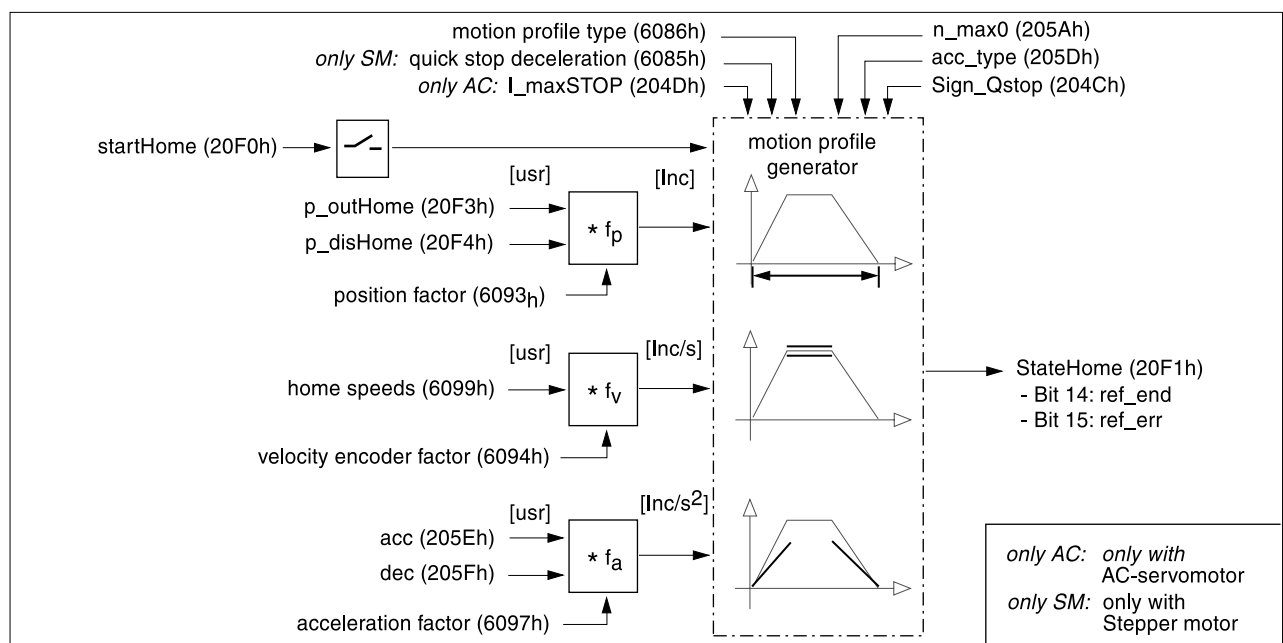 motion profile type (6086h)
only SM: quick stop deceleration (6085h)
only AC: I_maxSTOP (204Dh)
n_max0 (205Ah)
acc_type (205Dh)
Sign_Qstop (204Ch)
startHome (20F0h)
motion profile
generator
[usr]
[Inc]
p_outHome (20F3h)
p_disHome (20F4h)
* fp
position factor (6093h)
[usr]
[Inc/s]
home speeds (6099h)
* fv
velocity encoder factor (6094h)
StateHome (20F1h)
- Bit 14: ref_end
- Bit 15: ref_err
[usr]
[Inc/s2]
acc (205Eh)
dec (205Fh)
* fa
acceleration factor (6097h)
only AC: only with
AC-servomotor
only SM: only with
Stepper motor